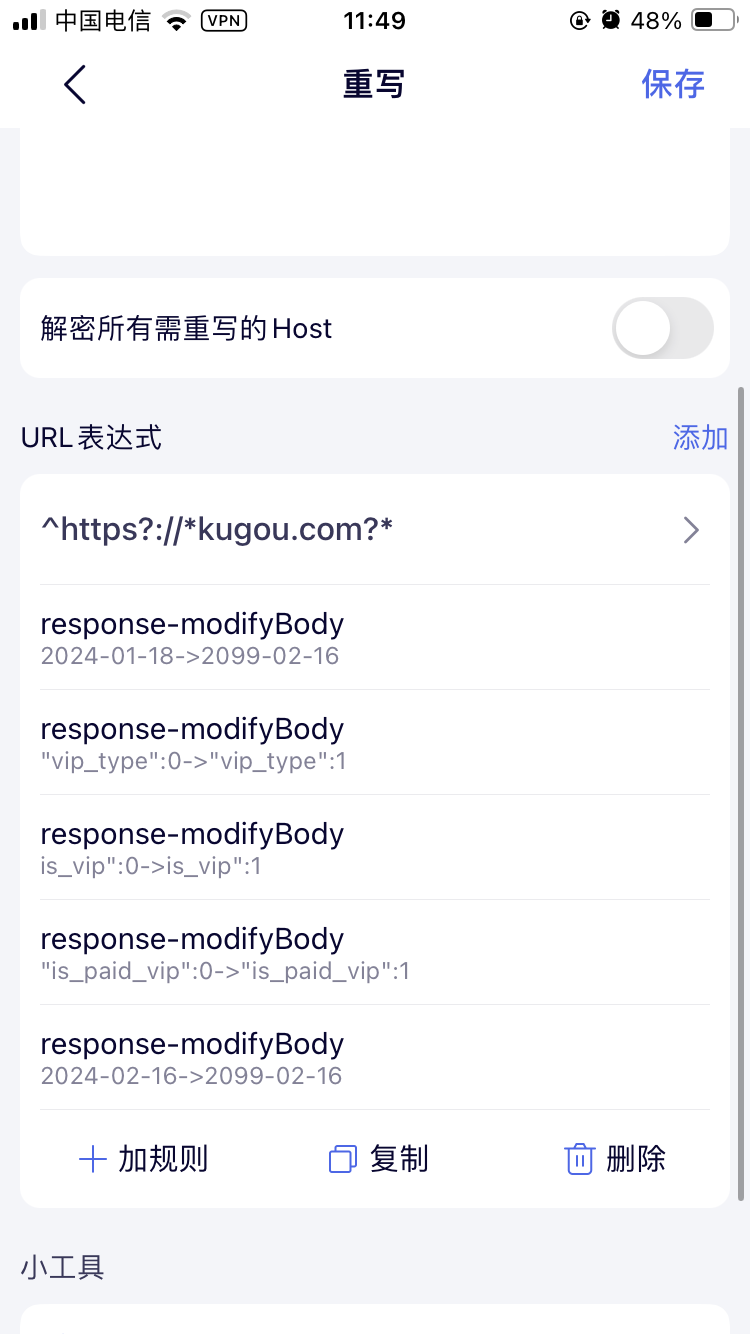 中国电信 VPN 11:49 48%
重写 保存
解密所有需重写的Host
URL表达式 添加
^https?://*kugou.com?*
response-modifyBody
2024-01-18->2099-02-16
response-modifyBody
"vip_type":0->"vip_type":1
response-modifyBody
is_vip":0->is_vip":1
response-modifyBody
"is_paid_vip":0->"is_paid_vip":1
response-modifyBody
2024-02-16->2099-02-16
加规则 复制 删除
小工具